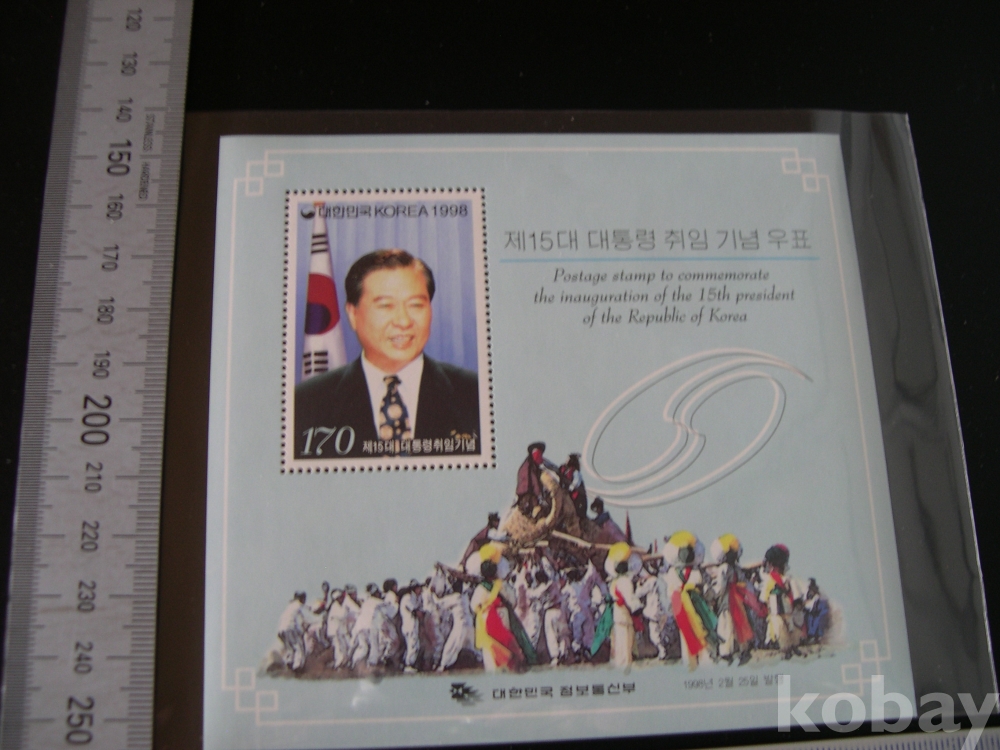 120
130
140
150
160
170
180
190
200
210
220
230
240
250
STAINLESS HARDENED
대한민국 KOREA 1998
170
제15대 대통령취임기념
제15대 대통령 취임 기념 우표
Postage stamp to commemorate
the inauguration of the 15th president
of the Republic of Korea
대한민국 정보통신부
1998년 2월 25일 발행
kobay